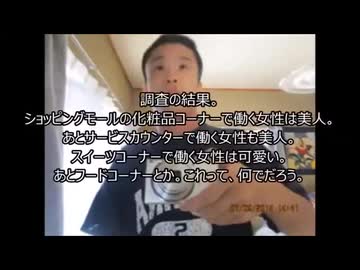 調査の結果。
ショッピングモールの化粧品コーナーで働く女性は美人。
あとサービスカウンターで働く女性も美人。
スイーツコーナーで働く女性は可愛い。
あとフードコーナーとか。これって、何でだろう。